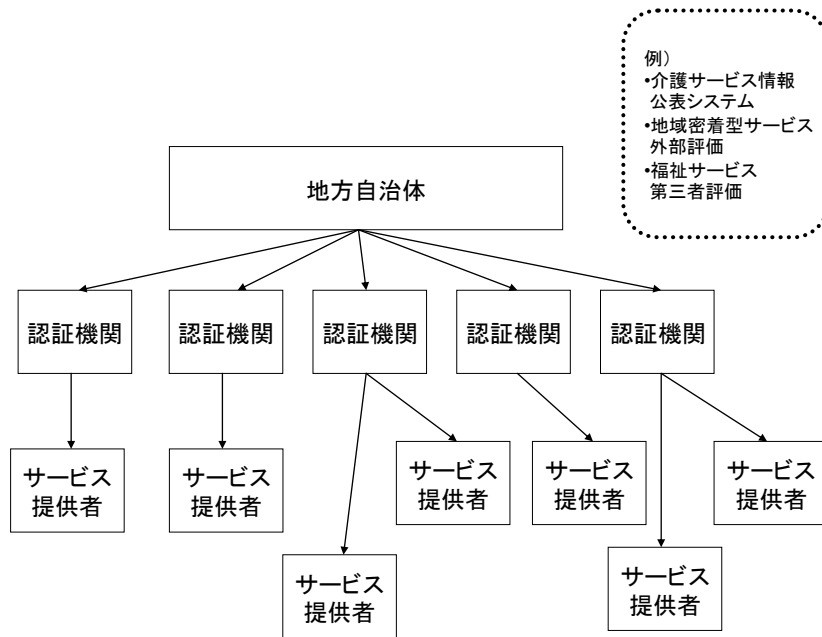 例)
•介護サービス情報
公表システム
•地域密着型サービス
外部評価
•福祉サービス
第三者評価
地方自治体
認証機関
認証機関
認証機関
認証機関
認証機関
サービス
提供者
サービス
提供者
サービス
提供者
サービス
提供者
サービス
提供者
サービス
提供者
サービス
提供者